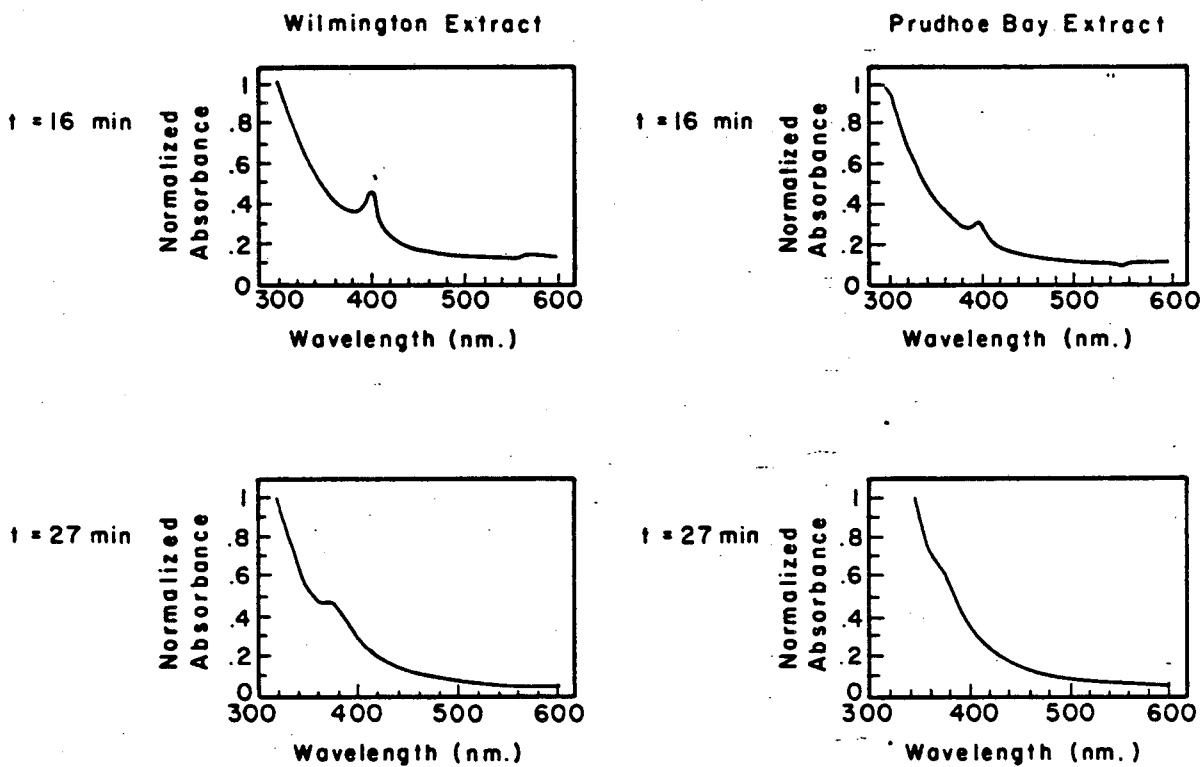 Wilmington Extract
t = 16 min
Normalized
Absorbance
1
.8
.6
.4
.2
0
300 400 500 600
Wavelength (nm.)
Prudhoe Bay Extract
t = 16 min
Normalized
Absorbance
1
.8
.6
.4
.2
0
300 400 500 600
Wavelength (nm.)
t = 27 min
Normalized
Absorbance
1
.8
.6
.4
.2
0
300 400 500 600
Wavelength (nm.)
t = 27 min
Normalized
Absorbance
1
.8
.6
.4
.2
0
300 400 500 600
Wavelength (nm.)